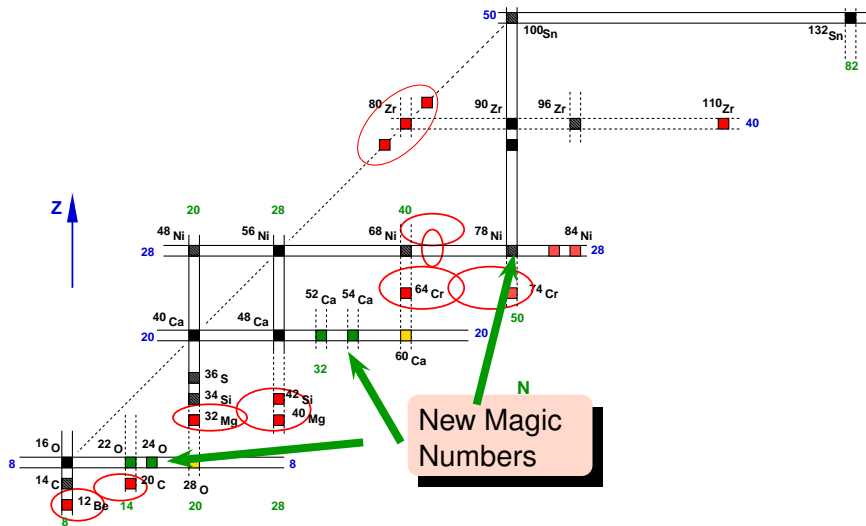 50
100Sn
132Sn
82
80Zr
90Zr
96Zr
110Zr
40
Z
20
28
40
48Ni
56Ni
68Ni
78Ni
84Ni
28
28
64Cr
74Cr
50
52Ca
54Ca
40Ca
48Ca
20
20
32
60Ca
36S
34Si
42Si
32Mg
40Mg
N
New Magic
Numbers
16O
22O
24O
8
8
14C
20C
28O
12Be
8
14
20
28